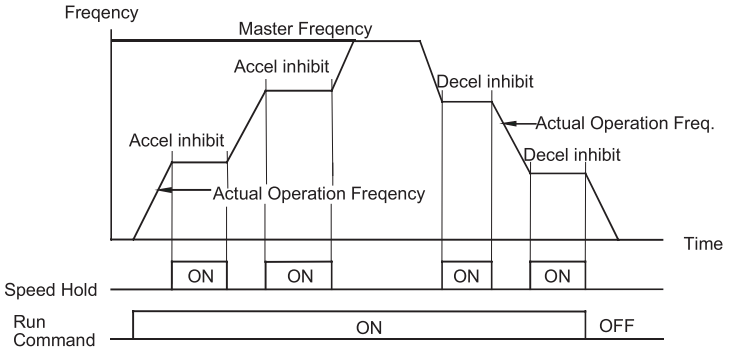 Freqency
Master Freqency
Accel inhibit
Decel inhibit
Actual Operation Freq.
Accel inhibit
Decel inhibit
Actual Operation Freqency
Time
ON
ON
ON
ON
Speed Hold
Run
Command
ON
OFF